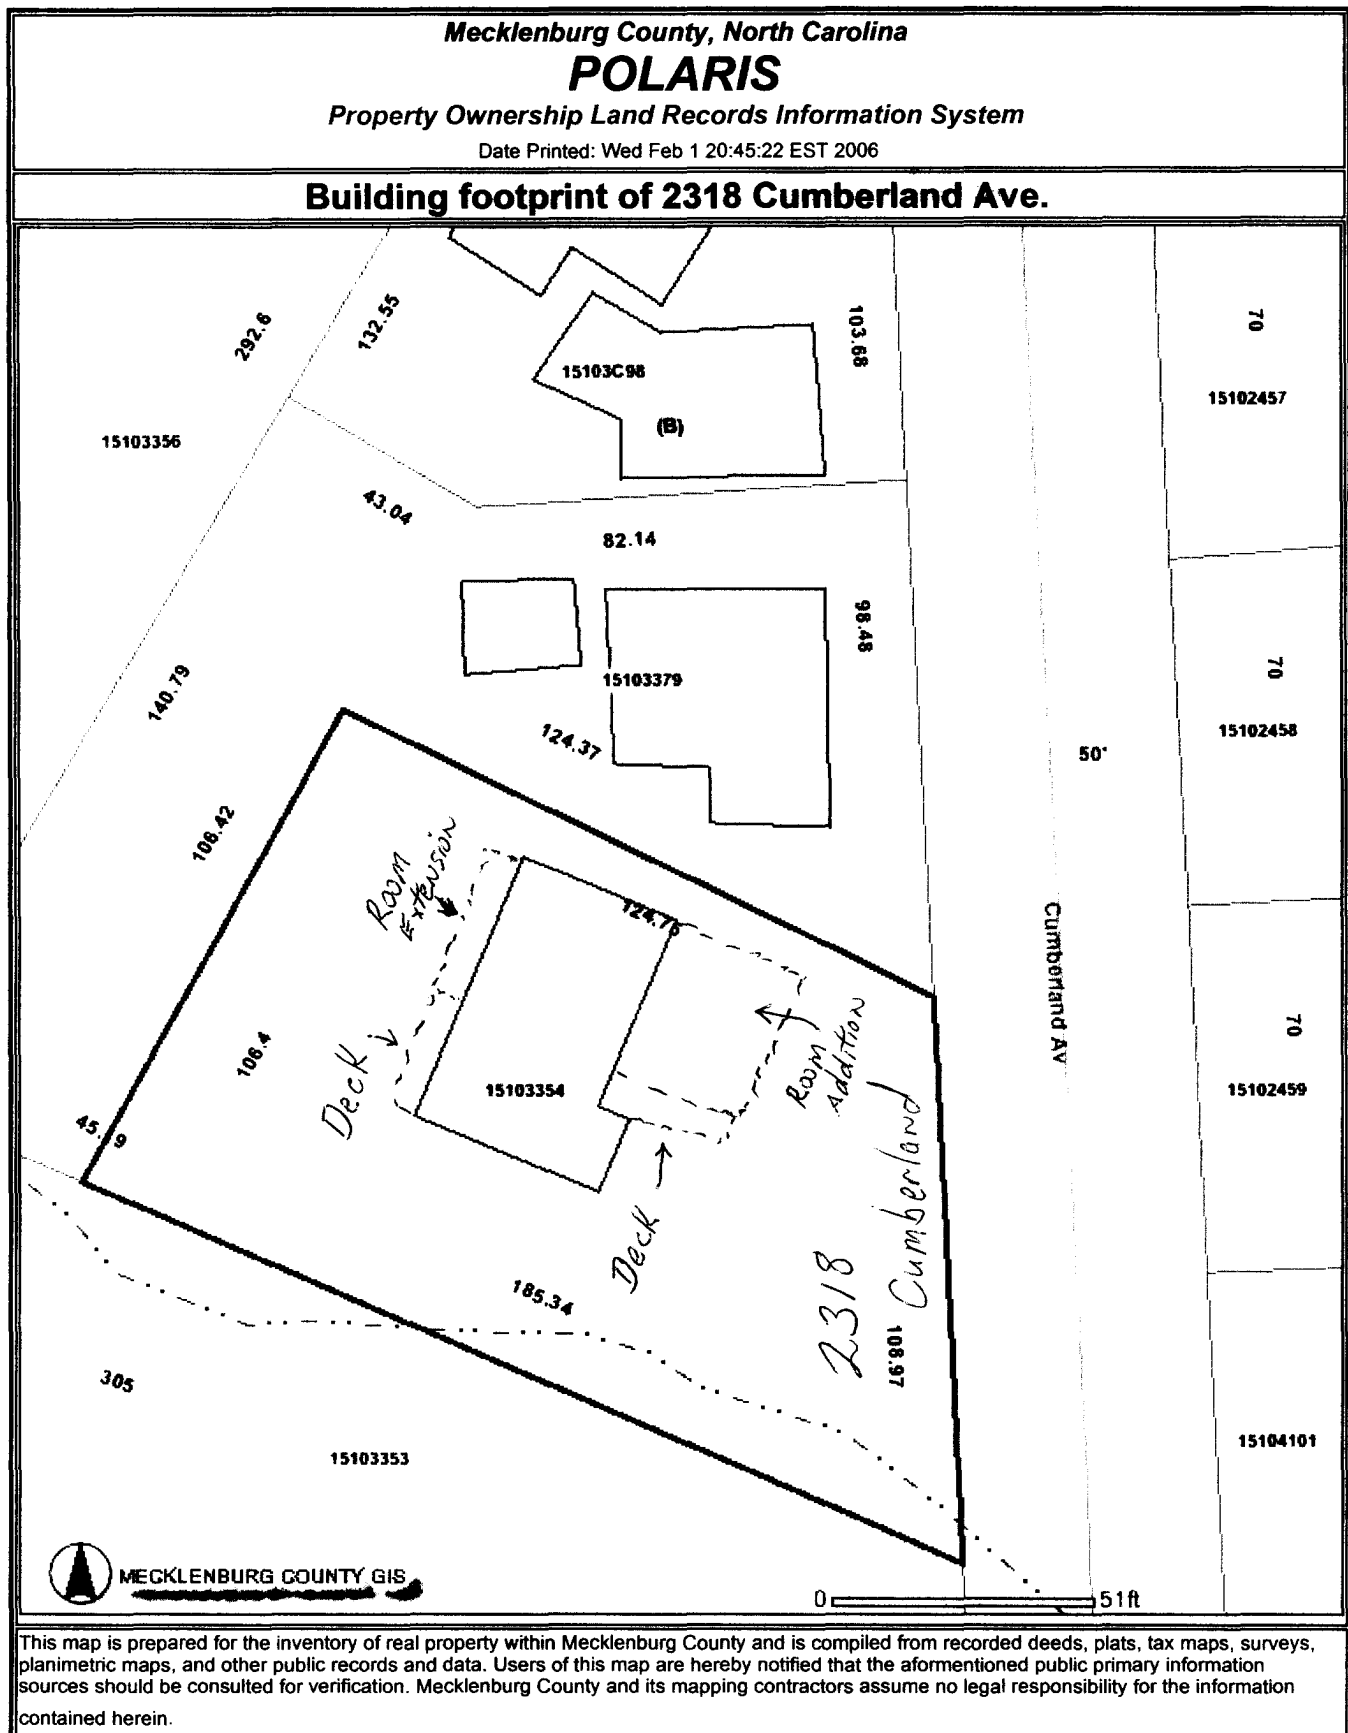 Mecklenburg County, North Carolina
POLARIS
Property Ownership Land Records Information System
Date Printed: Wed Feb 1 20:45:22 EST 2006
Building footprint of 2318 Cumberland Ave.
292.6
132.55
103.68
70
15103C98
15102457
(B)
15103356
43.04
82.14
98.48
70
15103379
140.79
15102458
124.37
50'
106.42
Room
Extension
124.75
Cumberland Av
106.4
Room
Addition
70
Deck
15103354
15102459
45.19
Deck
2318
Cumberland
185.34
108.97
305
15103353
15104101
MECKLENBURG COUNTY GIS
0
51ft
This map is prepared for the inventory of real property within Mecklenburg County and is compiled from recorded deeds, plats, tax maps, surveys,
planimetric maps, and other public records and data. Users of this map are hereby notified that the aformentioned public primary information
sources should be consulted for verification. Mecklenburg County and its mapping contractors assume no legal responsibility for the information
contained herein.